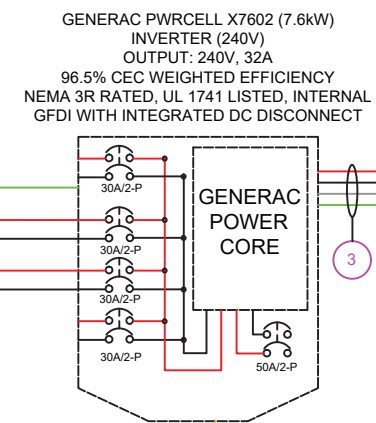 GENERAC PWRCELL X7602 (7.6kW)
INVERTER (240V)
OUTPUT: 240V, 32A
96.5% CEC WEIGHTED EFFICIENCY
NEMA 3R RATED, UL 1741 LISTED, INTERNAL
GFDI WITH INTEGRATED DC DISCONNECT
30A/2-P
GENERAC
POWER
CORE
30A/2-P
30A/2-P
30A/2-P
50A/2-P
3